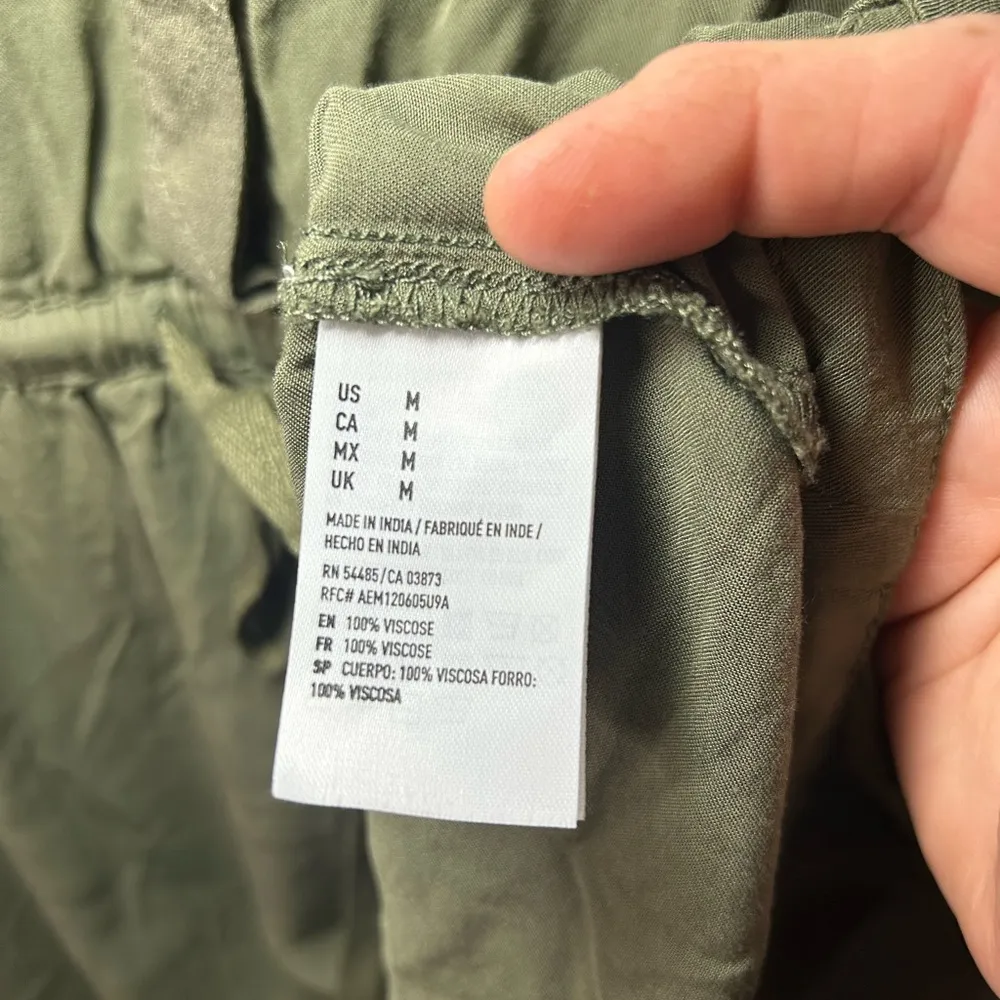 US M
CA M
MX M
UK M
MADE IN INDIA / FABRIQUÉ EN INDE /
HECHO EN INDIA
RN 54485/CA 03873
RFC# AEM120605U9A
EN 100% VISCOSE
FR 100% VISCOSE
SP CUERPO: 100% VISCOSA FORRO:
100% VISCOSA